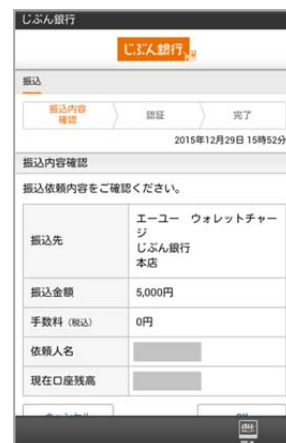 じぶん銀行
じぶん銀行
振込
振込内容
確認
認証
完了
2015年12月29日 15時52分
振込内容確認
振込依頼内容をご確認ください。
振込先
エーユー ウォレットチャー
ジ
じぶん銀行
本店
振込金額
5,000円
手数料（税込）
0円
依頼人名
現在口座残高
au